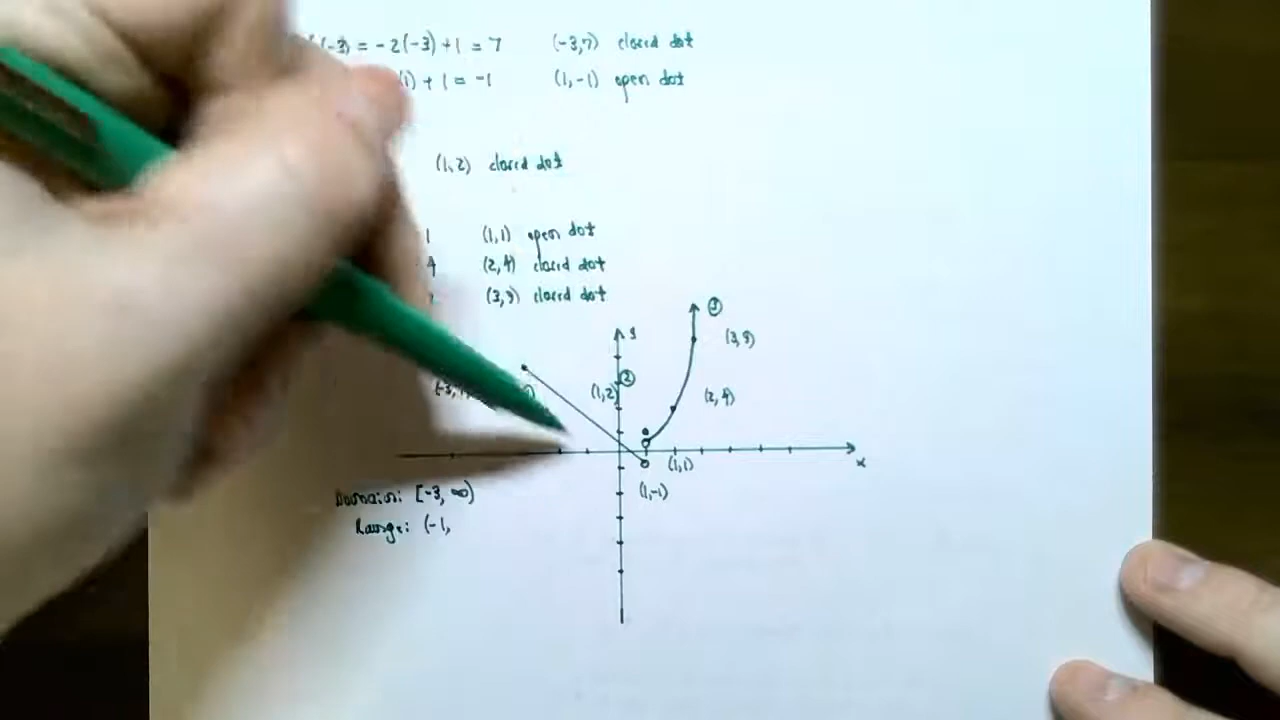 (-3) = -2(-3) + 1 = 7 (-3,7) closed dot
(1) + 1 = -1 (1,-1) open dot
(1,2) closed dot
1 (1,1) open dot
4 (2,4) closed dot
(3,9) closed dot
y
3
(3,9)
2
(1,2)
(2,4)
x
(1,1)
(1,-1)
Domain: [-3, ∞)
Range: (-1,